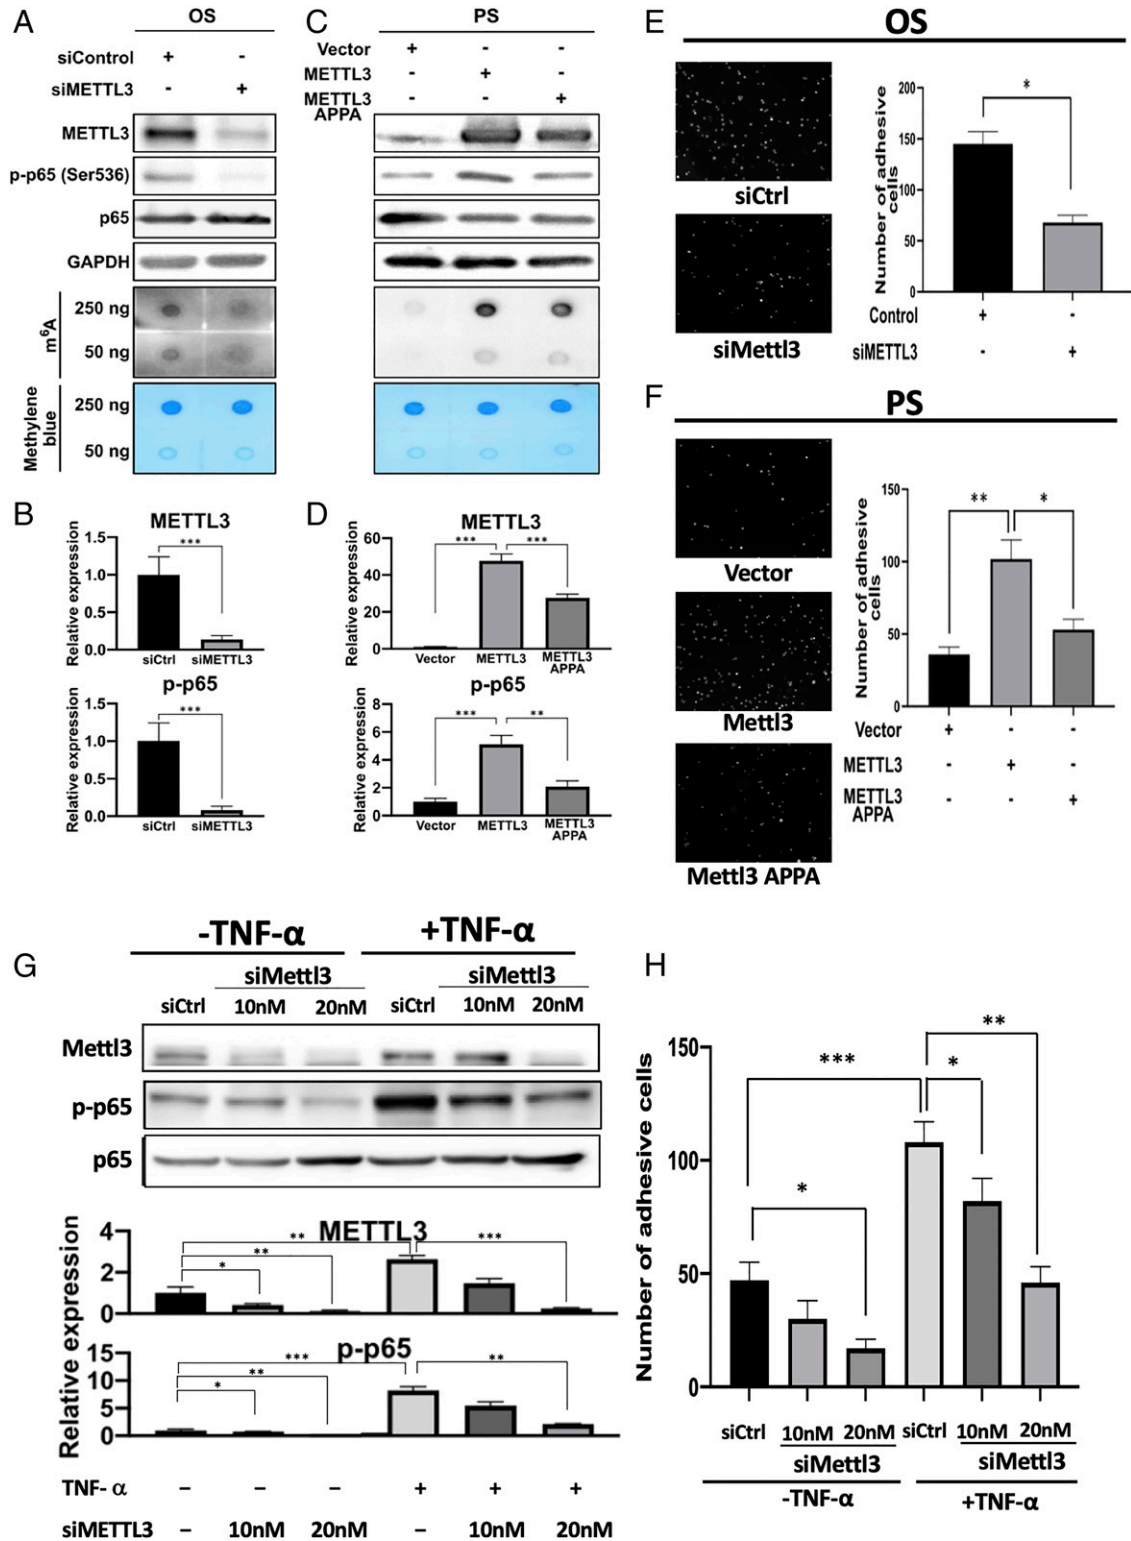 A
OS
siControl + -
siMETTL3 - +
METTL3
p-p65 (Ser536)
p65
GAPDH
m⁶A
250 ng
50 ng
Methylene blue
250 ng
50 ng
C
PS
Vector + - -
METTL3 - + -
METTL3 APPA - - +
B
METTL3
Relative expression
1.5
1.0
0.5
0.0
***
siCtrl siMETTL3
p-p65
Relative expression
1.5
1.0
0.5
0.0
***
siCtrl siMETTL3
D
METTL3
Relative expression
60
40
20
0
*** ***
Vector METTL3 METTL3 APPA
p-p65
Relative expression
8
6
4
2
0
*** **
Vector METTL3 METTL3 APPA
E
OS
siCtrl
siMettl3
Number of adhesive cells
200
150
100
50
0
*
Control + -
siMETTL3 - +
F
PS
Vector
Mettl3
Mettl3 APPA
Number of adhesive cells
150
100
50
0
** *
Vector + - -
METTL3 - + -
METTL3 APPA - - +
G
-TNF-α +TNF-α
siMettl3 siMettl3
siCtrl 10nM 20nM siCtrl 10nM 20nM
Mettl3
p-p65
p65
Relative expression
METTL3
4
2
0
** ***
**
*
p-p65
15
10
5
0
*** **
**
*
TNF- α – – – + + +
siMETTL3 – 10nM 20nM – 10nM 20nM
H
Number of adhesive cells
150
100
50
0
**
*** *
*
siCtrl 10nM 20nM siCtrl 10nM 20nM
siMettl3 siMettl3
-TNF-α +TNF-α